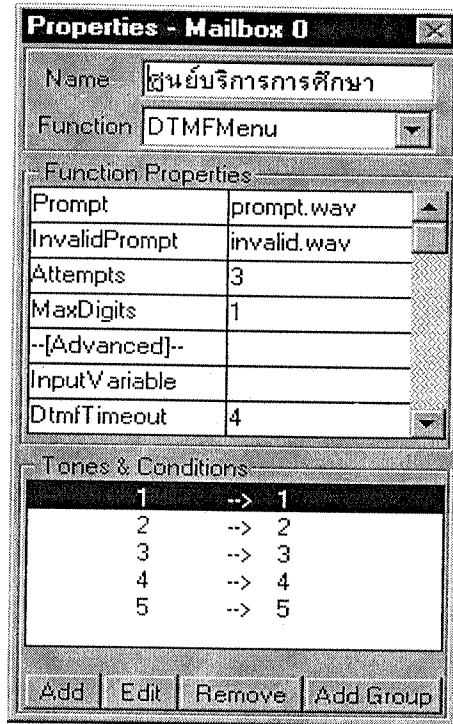 Properties - Mailbox 0
Name ศูนย์บริการการศึกษา
Function DTMFMenu
Function Properties
Prompt prompt.wav
InvalidPrompt invalid.wav
Attempts 3
MaxDigits 1
--[Advanced]--
InputVariable
DtmfTimeout 4
Tones & Conditions
1 --> 1
2 --> 2
3 --> 3
4 --> 4
5 --> 5
Add Edit Remove Add Group